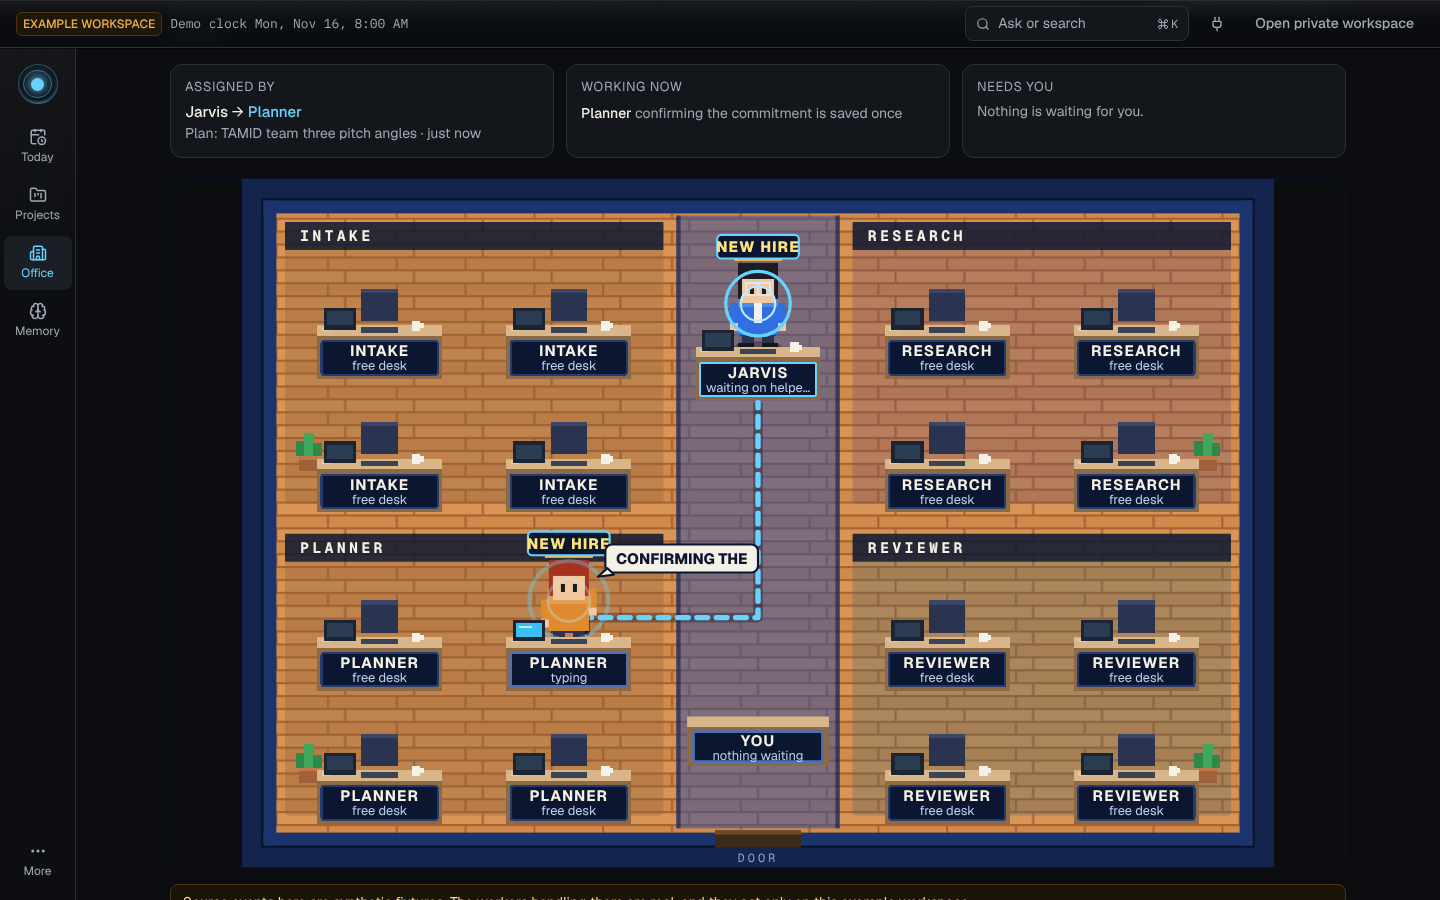 EXAMPLE WORKSPACE
Demo clock Mon, Nov 16, 8:00 AM
Ask or search
⌘K
Open private workspace
Today
Projects
Office
Memory
More
ASSIGNED BY
Jarvis → Planner
Plan: TAMID team three pitch angles · just now
WORKING NOW
Planner confirming the commitment is saved once
NEEDS YOU
Nothing is waiting for you.
INTAKE
INTAKE
free desk
INTAKE
free desk
INTAKE
free desk
INTAKE
free desk
NEW HIRE
JARVIS
waiting on helpe…
RESEARCH
RESEARCH
free desk
RESEARCH
free desk
RESEARCH
free desk
RESEARCH
free desk
PLANNER
NEW HIRE
CONFIRMING THE
PLANNER
free desk
PLANNER
typing
PLANNER
free desk
PLANNER
free desk
YOU
nothing waiting
REVIEWER
REVIEWER
free desk
REVIEWER
free desk
REVIEWER
free desk
REVIEWER
free desk
DOOR